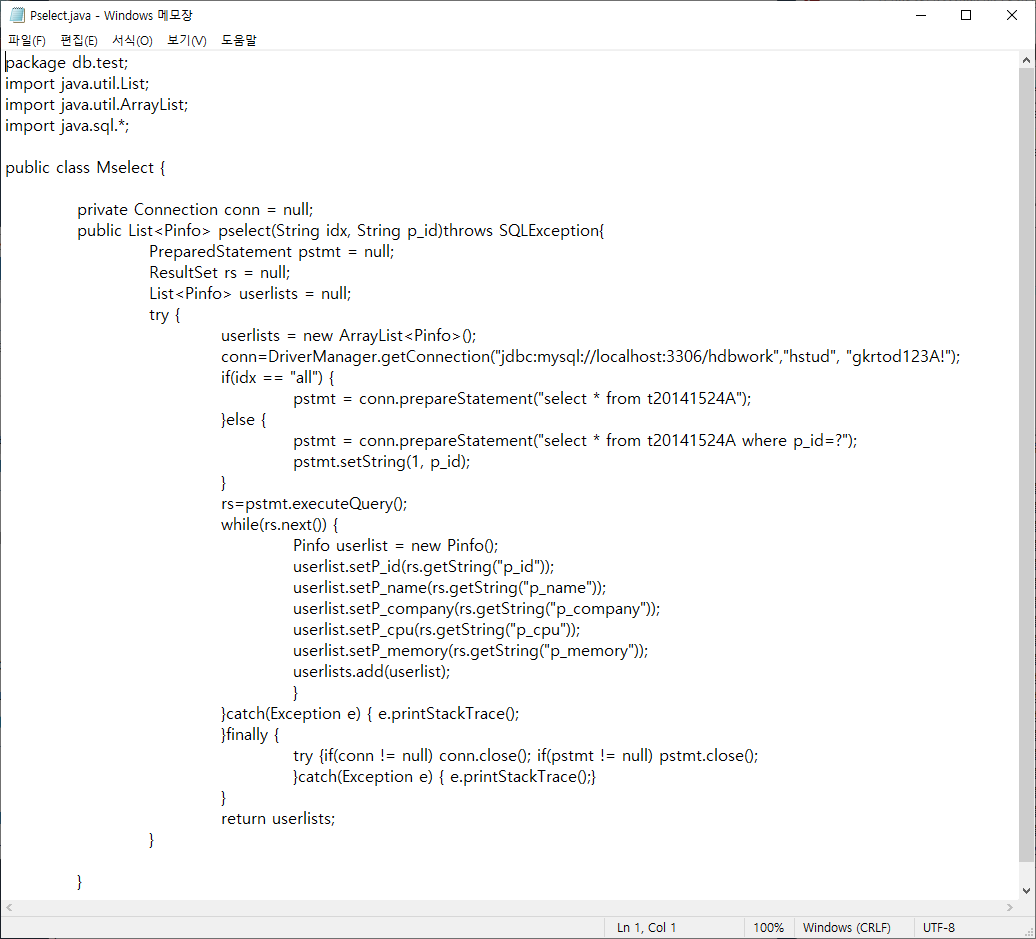 Pselect.java - Windows 메모장
파일(F) 편집(E) 서식(O) 보기(V) 도움말
package db.test;
import java.util.List;
import java.util.ArrayList;
import java.sql.*;
public class Mselect {
private Connection conn = null;
public List<Pinfo> pselect(String idx, String p_id)throws SQLException{
PreparedStatement pstmt = null;
ResultSet rs = null;
List<Pinfo> userlists = null;
try {
userlists = new ArrayList<Pinfo>();
conn=DriverManager.getConnection("jdbc:mysql://localhost:3306/hdbwork","hstud", "gkrtod123A!");
if(idx == "all") {
pstmt = conn.prepareStatement("select * from t20141524A");
}else {
pstmt = conn.prepareStatement("select * from t20141524A where p_id=?");
pstmt.setString(1, p_id);
}
rs=pstmt.executeQuery();
while(rs.next()) {
Pinfo userlist = new Pinfo();
userlist.setP_id(rs.getString("p_id"));
userlist.setP_name(rs.getString("p_name"));
userlist.setP_company(rs.getString("p_company"));
userlist.setP_cpu(rs.getString("p_cpu"));
userlist.setP_memory(rs.getString("p_memory"));
userlists.add(userlist);
}
}catch(Exception e) { e.printStackTrace();
}finally {
try {if(conn != null) conn.close(); if(pstmt != null) pstmt.close();
}catch(Exception e) { e.printStackTrace();}
}
return userlists;
}
}
Ln 1, Col 1 100% Windows (CRLF) UTF-8